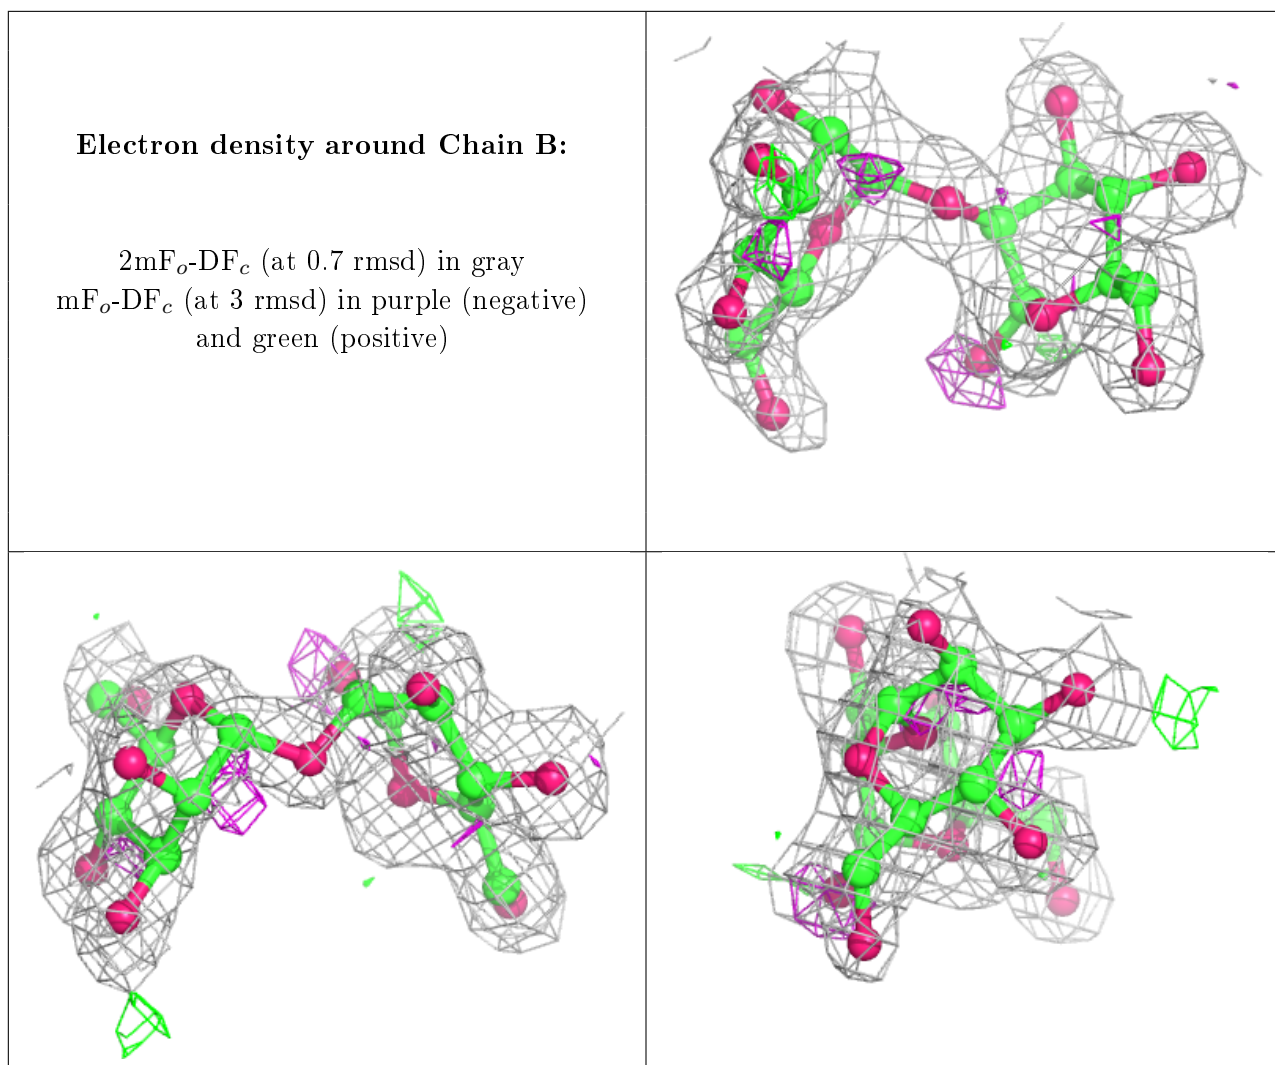 Electron density around Chain B:
2mFₒ-DF𝒸 (at 0.7 rmsd) in gray
mFₒ-DF𝒸 (at 3 rmsd) in purple (negative)
and green (positive)